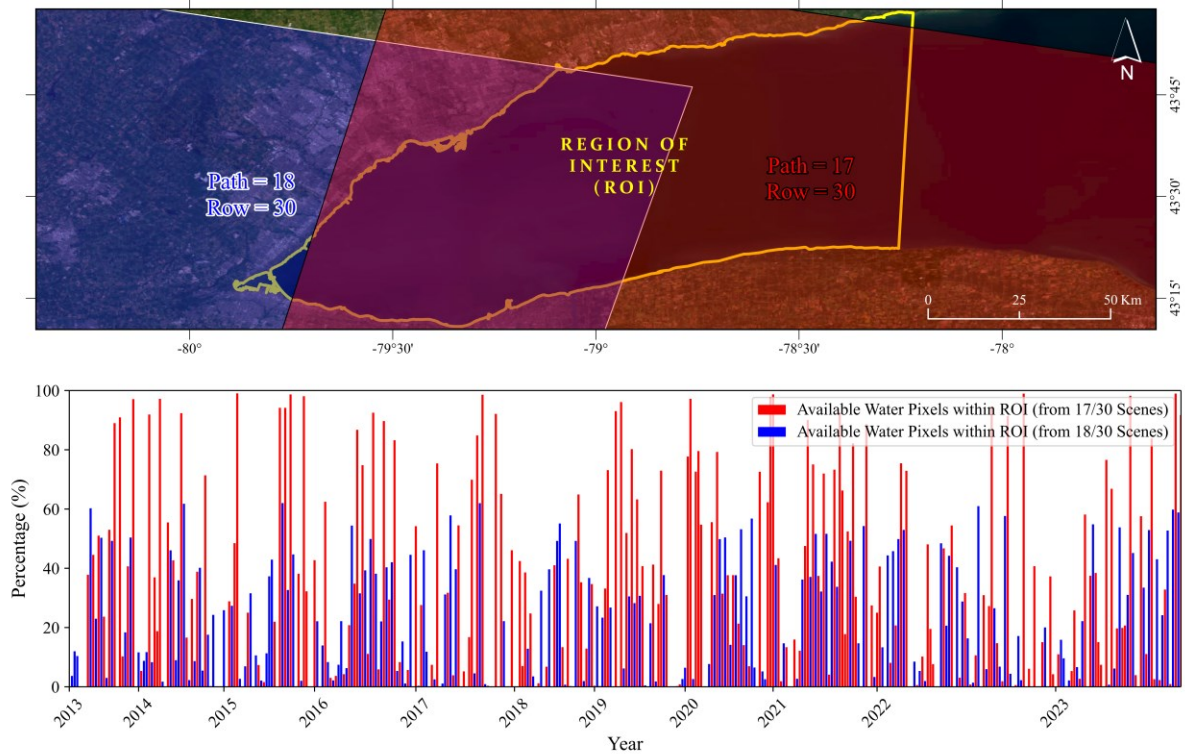 N
43°45'
43°30'
43°15'
REGION OF
INTEREST
(ROI)
Path = 18
Row = 30
Path = 17
Row = 30
0 25 50 Km
-80° -79°30' -79° -78°30' -78°
Percentage (%)
100
80
60
40
20
0
Available Water Pixels within ROI (from 17/30 Scenes)
Available Water Pixels within ROI (from 18/30 Scenes)
2013 2014 2015 2016 2017 2018 2019 2020 2021 2022 2023
Year